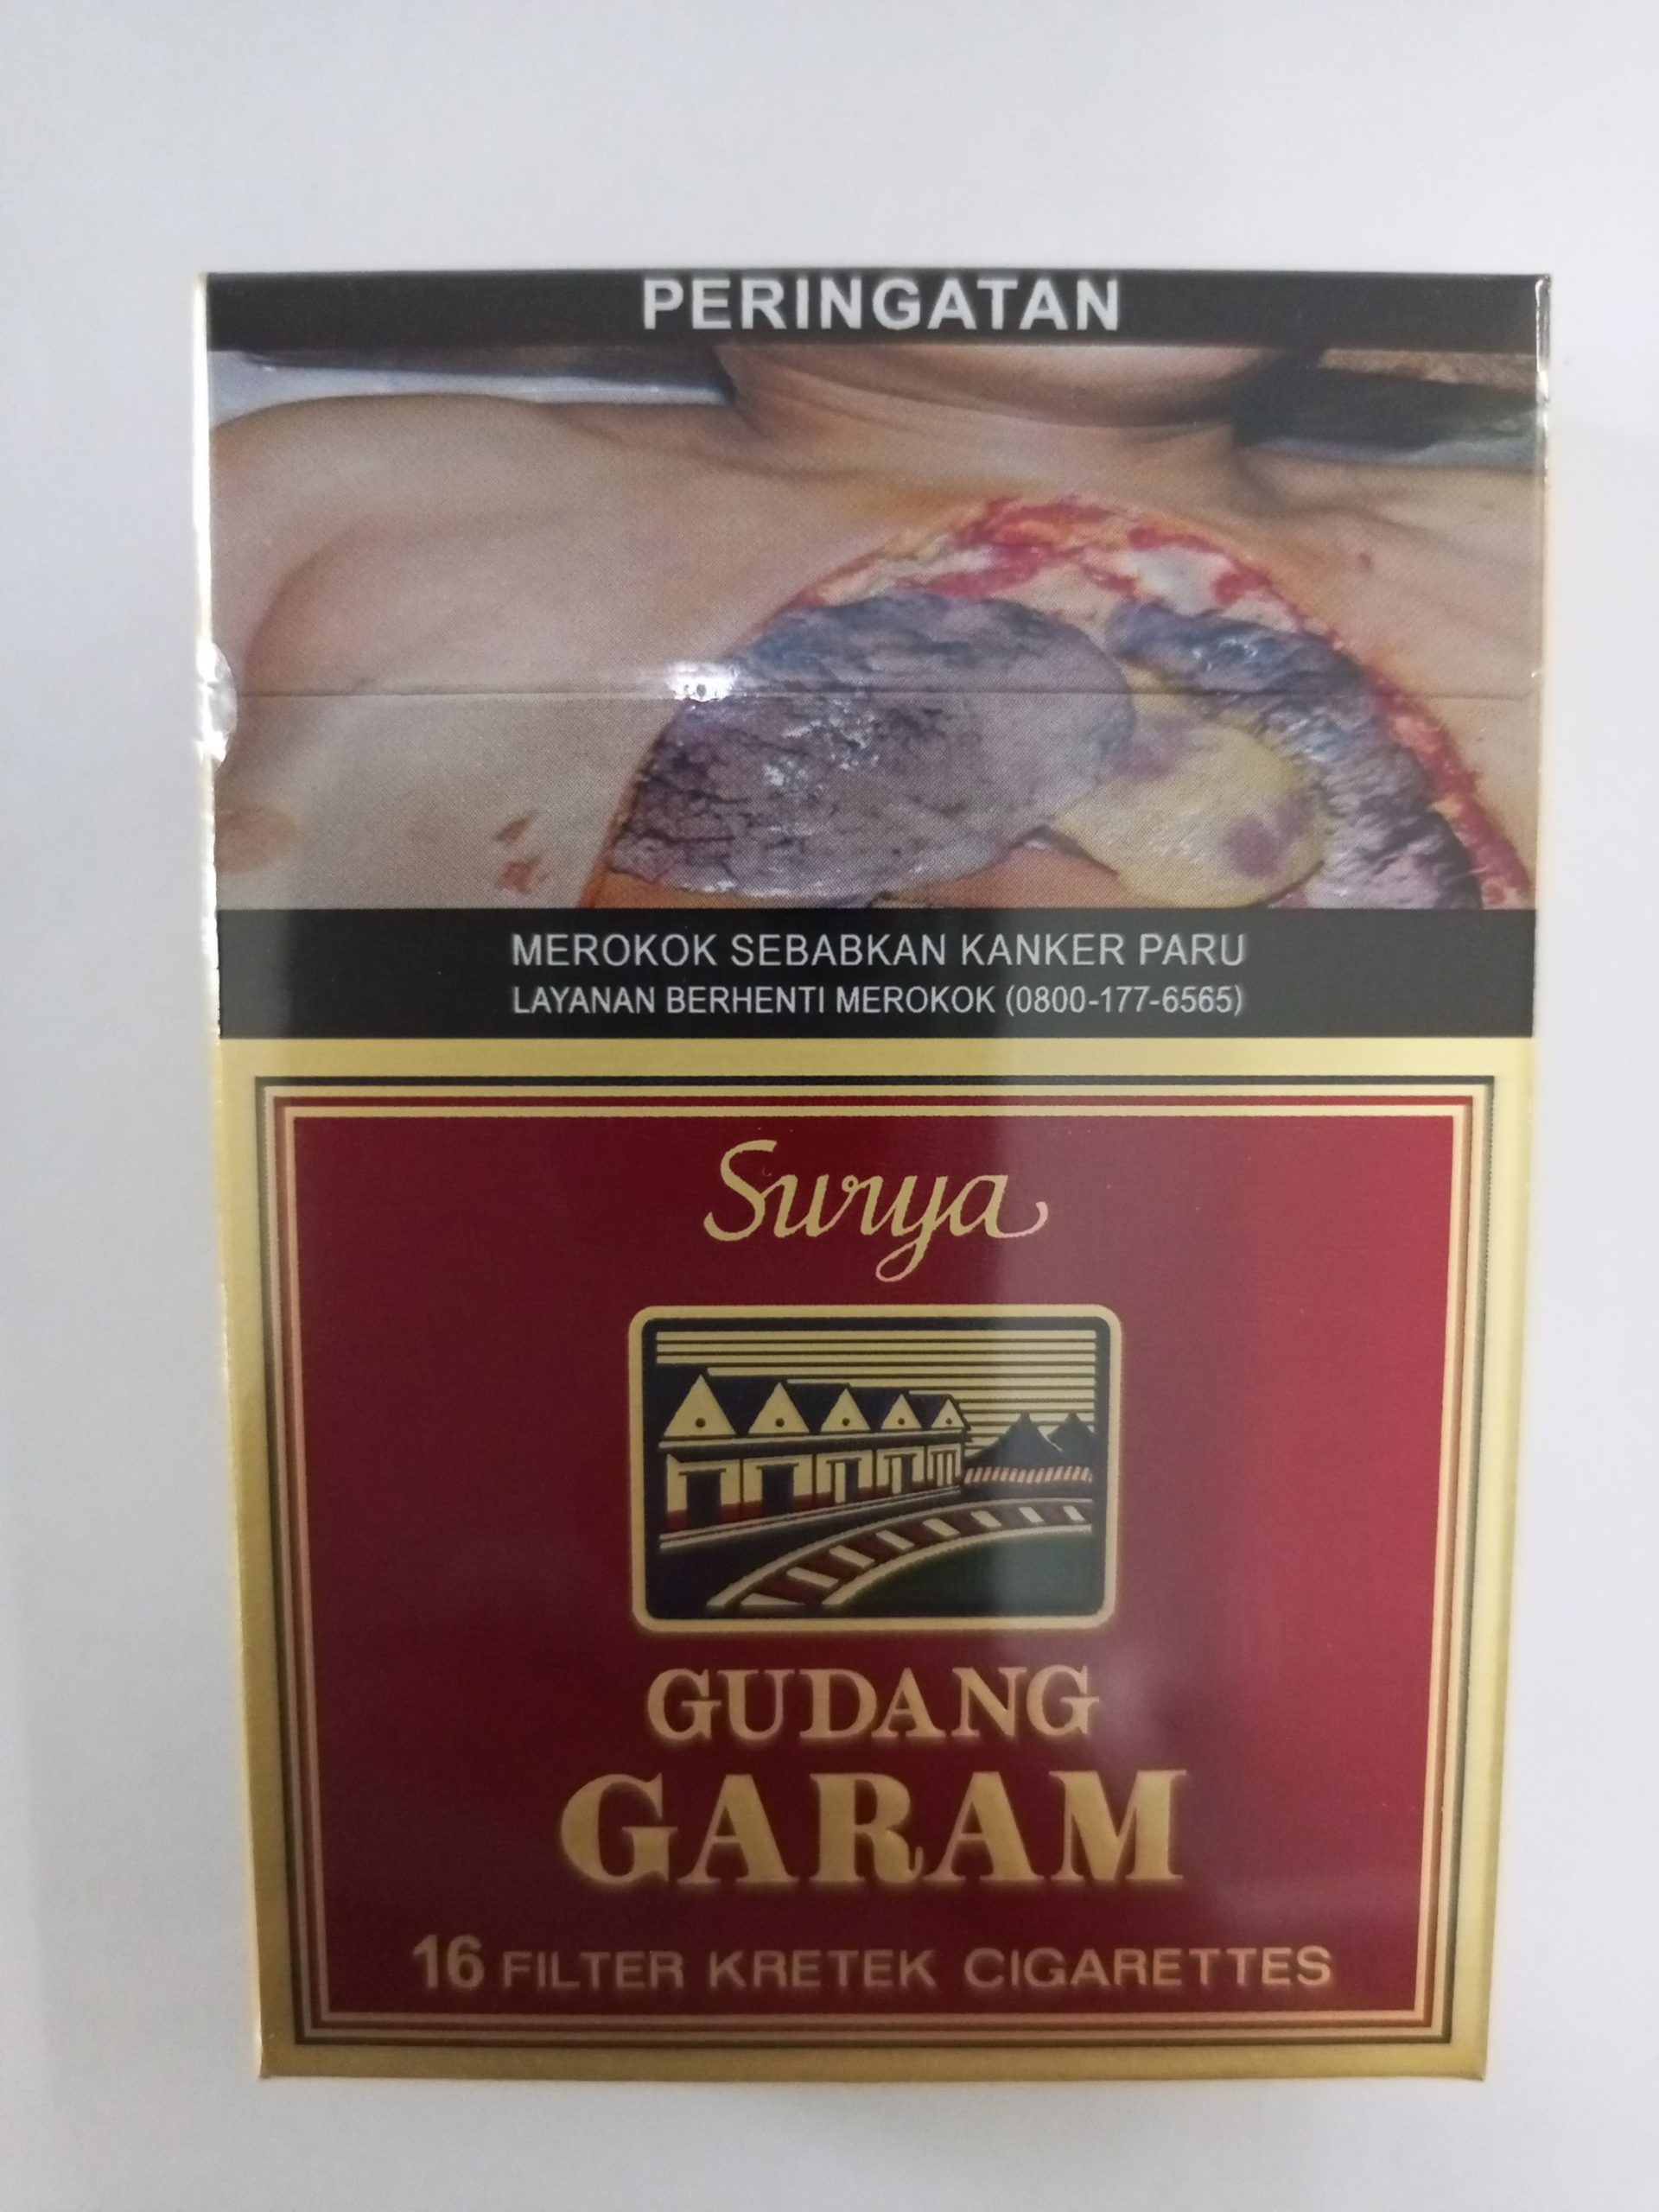 PERINGATAN
MEROKOK SEBABKAN KANKER PARU
LAYANAN BERHENTI MEROKOK (0800-177-6565)
Surya
GUDANG
GARAM
16 FILTER KRETEK CIGARETTES